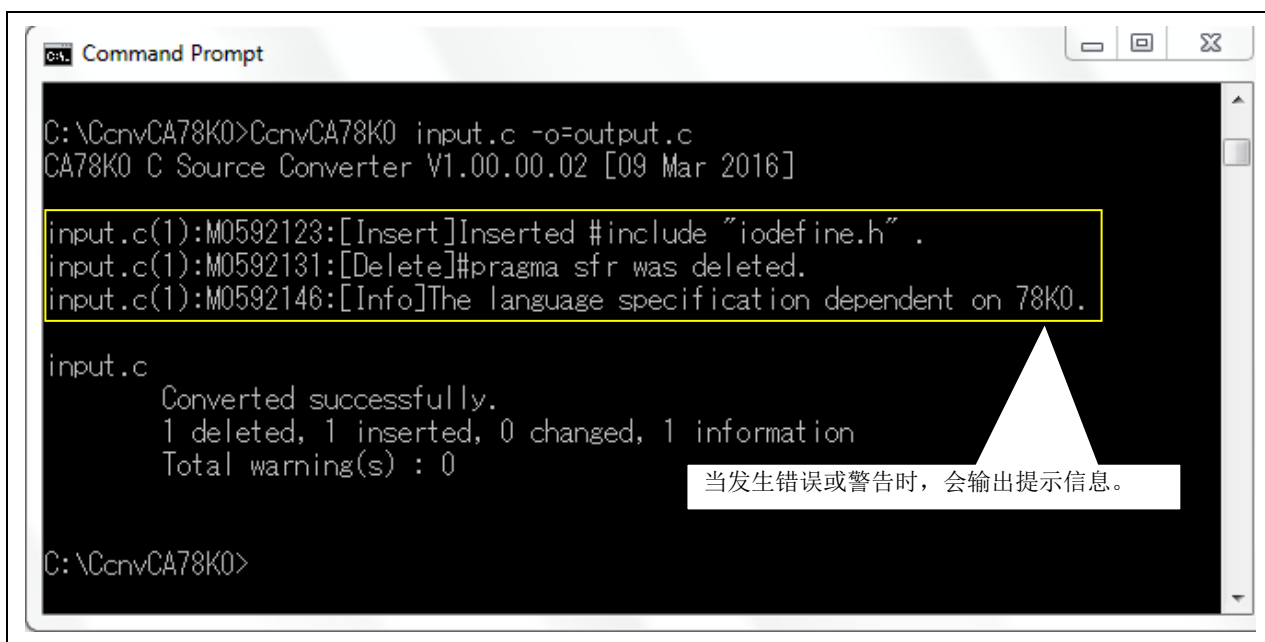 Command Prompt
C:\CcnvCA78K0>CcnvCA78K0 input.c -o=output.c
CA78K0 C Source Converter V1.00.00.02 [09 Mar 2016]
input.c(1):M0592123:[Insert]Inserted #include "iodefine.h" .
input.c(1):M0592131:[Delete]#pragma sfr was deleted.
input.c(1):M0592146:[Info]The language specification dependent on 78K0.
input.c
Converted successfully.
1 deleted, 1 inserted, 0 changed, 1 information
Total warning(s) : 0
当发生错误或警告时，会输出提示信息。
C:\CcnvCA78K0>